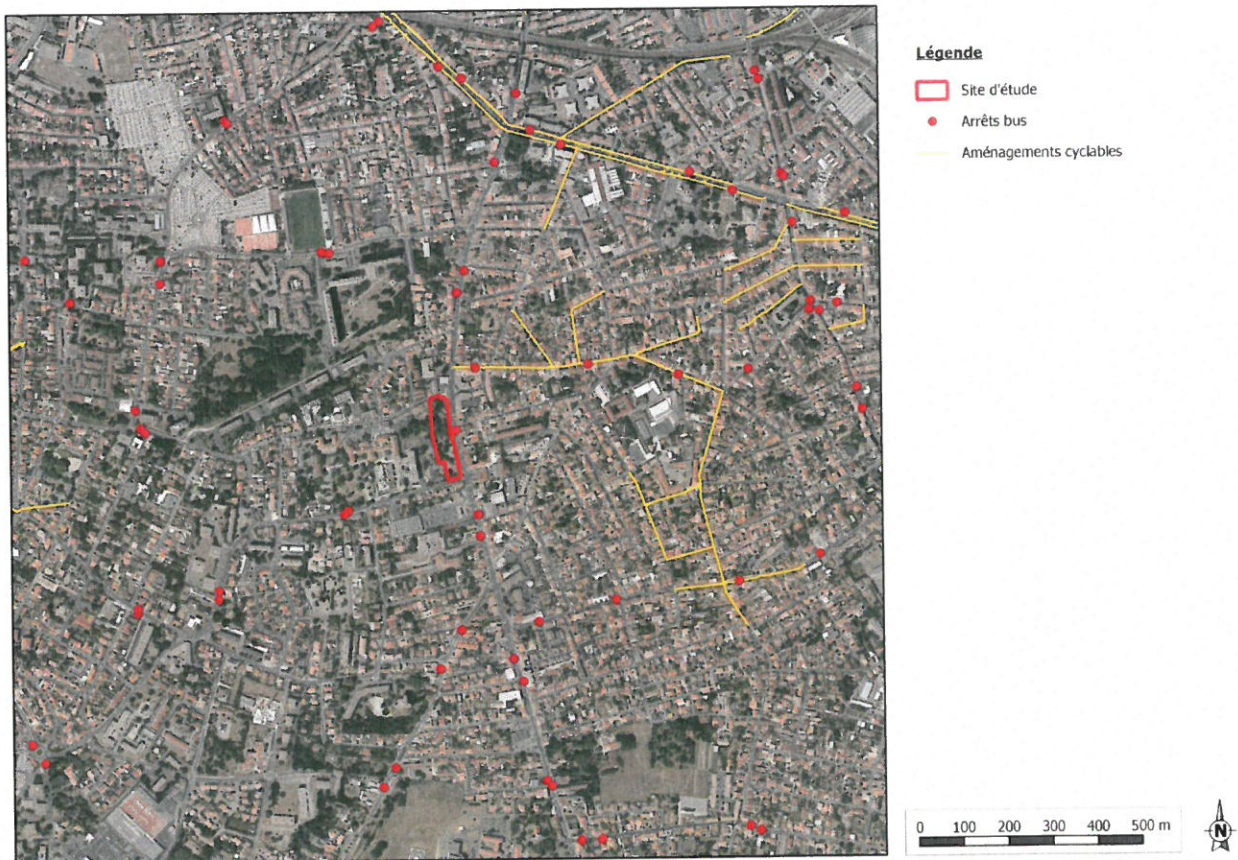 Légende
Site d'étude
Arrêts bus
Aménagements cyclables
0 100 200 300 400 500 m
N